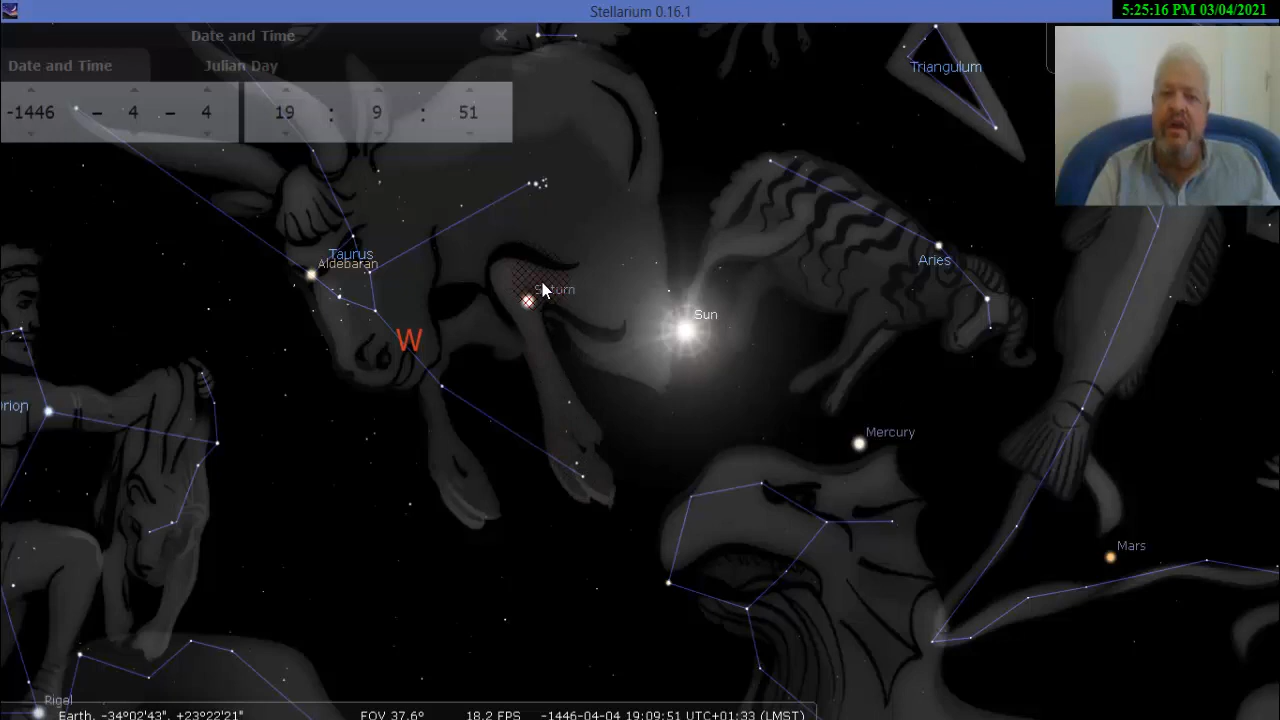 Stellarium 0.16.1
5:25:16 PM 03/04/2021
Date and Time
Date and Time
Julian Day
-1446 - 4 - 4 19 : 9 : 51
Triangulum
Taurus
Aldebaran
Aries
Saturn
Sun
W
Orion
Mercury
Mars
Rigel
Earth, -34°02'43", +23°22'21" FOV 37.6° 18.2 FPS -1446-04-04 19:09:51 UTC+01:33 (LMST)